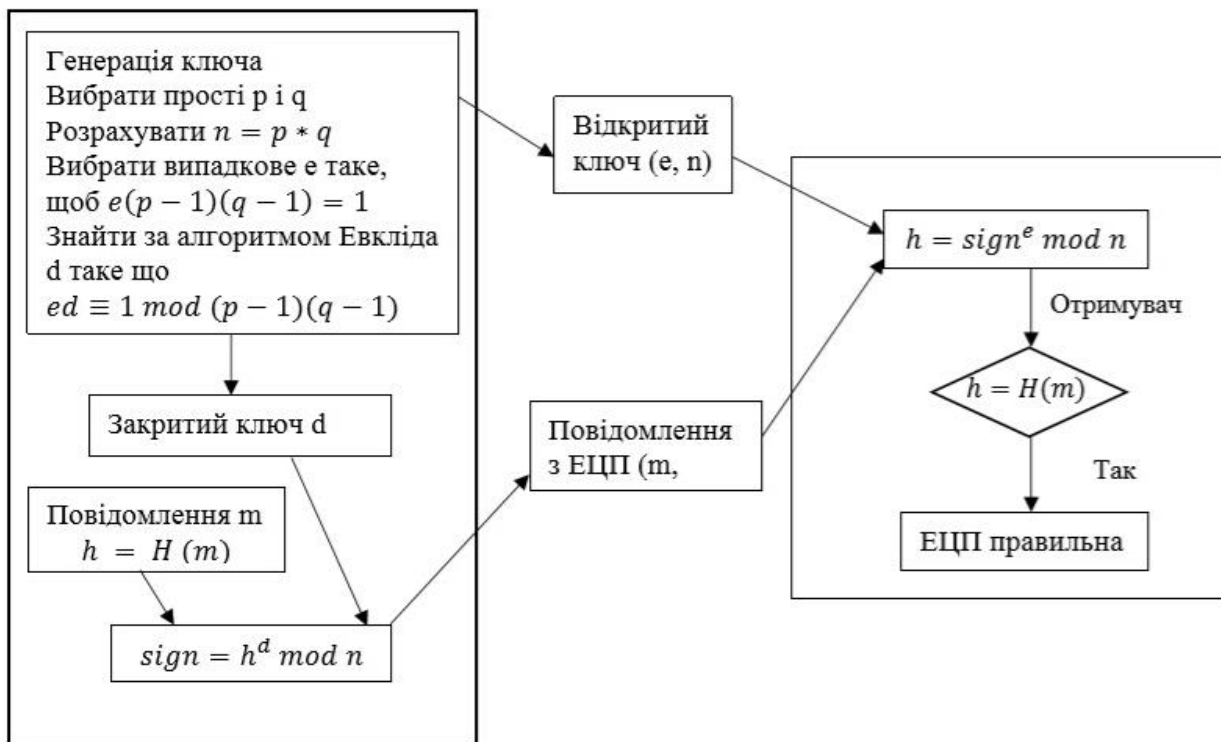 Генерація ключа
Вибрати прості p і q
Розрахувати n = p * q
Вибрати випадкове e таке,
щоб e(p − 1)(q − 1) = 1
Знайти за алгоритмом Евкліда
d таке що
ed ≡ 1 mod (p − 1)(q − 1)
Закритий ключ d
Повідомлення m
h = H (m)
sign = h^d mod n
Відкритий
ключ (e, n)
Повідомлення
з ЕЦП (m,
h = sign^e mod n
Отримувач
h = H(m)
Так
ЕЦП правильна